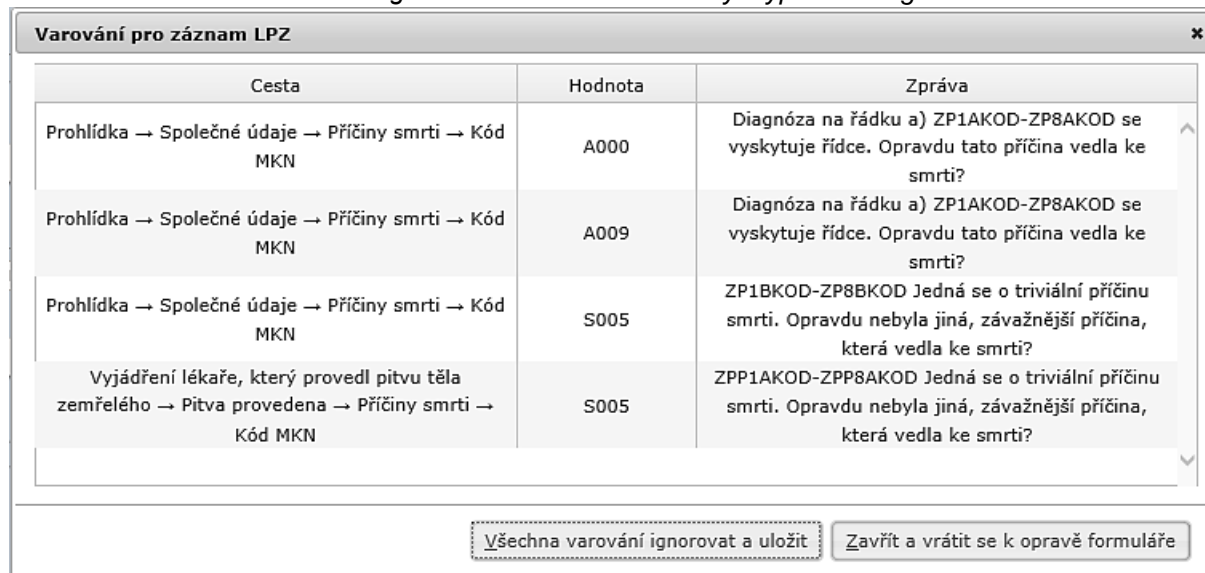 Varování pro záznam LPZ
Cesta Hodnota Zpráva
Prohlídka → Společné údaje → Příčiny smrti → Kód
MKN
A000
Diagnóza na řádku a) ZP1AKOD-ZP8AKOD se
vyskytuje řídce. Opravdu tato příčina vedla ke
smrti?
Prohlídka → Společné údaje → Příčiny smrti → Kód
MKN
A009
Diagnóza na řádku a) ZP1AKOD-ZP8AKOD se
vyskytuje řídce. Opravdu tato příčina vedla ke
smrti?
Prohlídka → Společné údaje → Příčiny smrti → Kód
MKN
S005
ZP1BKOD-ZP8BKOD Jedná se o triviální příčinu
smrti. Opravdu nebyla jiná, závažnější příčina,
která vedla ke smrti?
Vyjádření lékaře, který provedl pitvu těla
zemřelého → Pitva provedena → Příčiny smrti →
Kód MKN
S005
ZPP1AKOD-ZPP8AKOD Jedná se o triviální příčinu
smrti. Opravdu nebyla jiná, závažnější příčina,
která vedla ke smrti?
Všechna varování ignorovat a uložit Zavřít a vrátit se k opravě formuláře